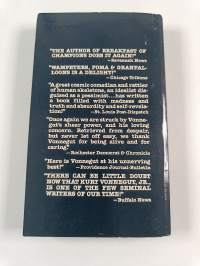 "THE AUTHOR OF BREAKFAST OF
CHAMPIONS DOES IT AGAIN!"
—Savannah News
"WAMPETERS, FOMA & GRANFAL-
LOONS IS A DELIGHT!"
—Chicago Tribune
"A great cosmic comedian and rattler
of human skeletons, an idealist dis-
guised as a pessimist...has written
a book filled with madness and
truth and absurdity and self-revela-
tion!"
—St. Louis Post-Dispatch
"Once again we are struck by Vonne-
gut's sheer power, and his loving
concern. Retrieved from despair,
but never let off easy, we thank
Vonnegut for being alive and for
caring!"
—Rochester Democrat & Chronicle
"Here is Vonnegut at his unnerving
best!"
—Providence Journal-Bulletin
"THERE CAN BE LITTLE DOUBT
NOW THAT KURT VONNEGUT, JR.,
IS ONE OF THE FEW SEMINAL
WRITERS OF OUR TIME!"
—Buffalo News